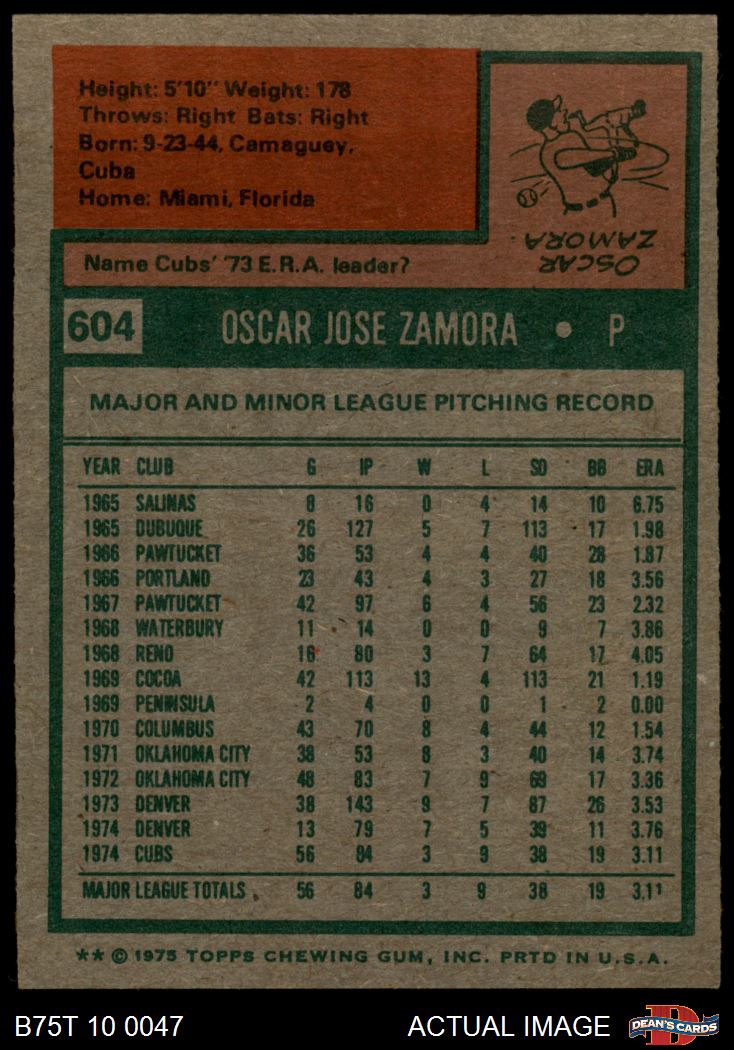 Height: 5'10" Weight: 178
Throws: Right Bats: Right
Born: 9-23-44, Camaguey,
Cuba
Home: Miami, Florida
OSCAR
ZAMORA
Name Cubs' '73 E.R.A. leader?
604 OSCAR JOSE ZAMORA • P
MAJOR AND MINOR LEAGUE PITCHING RECORD
YEAR CLUB G IP W L SO BB ERA
1965 SALINAS 8 16 0 4 14 10 6.75
1965 DUBUQUE 26 127 5 7 113 17 1.98
1966 PAWTUCKET 36 53 4 4 40 28 1.87
1966 PORTLAND 23 43 4 3 27 18 3.56
1967 PAWTUCKET 42 97 6 4 56 23 2.32
1968 WATERBURY 11 14 0 0 9 7 3.86
1968 RENO 16 80 3 7 64 17 4.05
1969 COCOA 42 113 13 4 113 21 1.19
1969 PENINSULA 2 4 0 0 1 2 0.00
1970 COLUMBUS 43 70 8 4 44 12 1.54
1971 OKLAHOMA CITY 38 53 8 3 40 14 3.74
1972 OKLAHOMA CITY 48 83 7 9 69 17 3.36
1973 DENVER 38 143 9 7 87 26 3.53
1974 DENVER 13 79 7 5 39 11 3.76
1974 CUBS 56 84 3 9 38 19 3.11
MAJOR LEAGUE TOTALS 56 84 3 9 38 19 3.11
** © 1975 TOPPS CHEWING GUM, INC. PRTD IN U.S.A.
B75T 10 0047 ACTUAL IMAGE DEAN'S CARDS